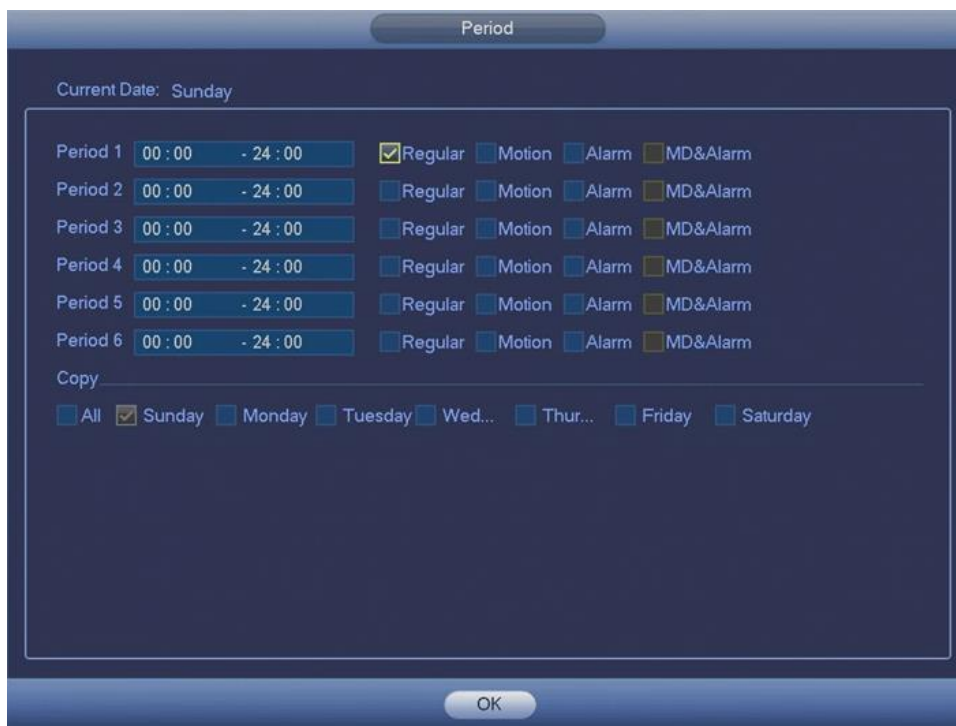 Period
Current Date: Sunday
Period 1 00 : 00 - 24 : 00 Regular Motion Alarm MD&Alarm
Period 2 00 : 00 - 24 : 00 Regular Motion Alarm MD&Alarm
Period 3 00 : 00 - 24 : 00 Regular Motion Alarm MD&Alarm
Period 4 00 : 00 - 24 : 00 Regular Motion Alarm MD&Alarm
Period 5 00 : 00 - 24 : 00 Regular Motion Alarm MD&Alarm
Period 6 00 : 00 - 24 : 00 Regular Motion Alarm MD&Alarm
Copy
All Sunday Monday Tuesday Wed... Thur... Friday Saturday
OK